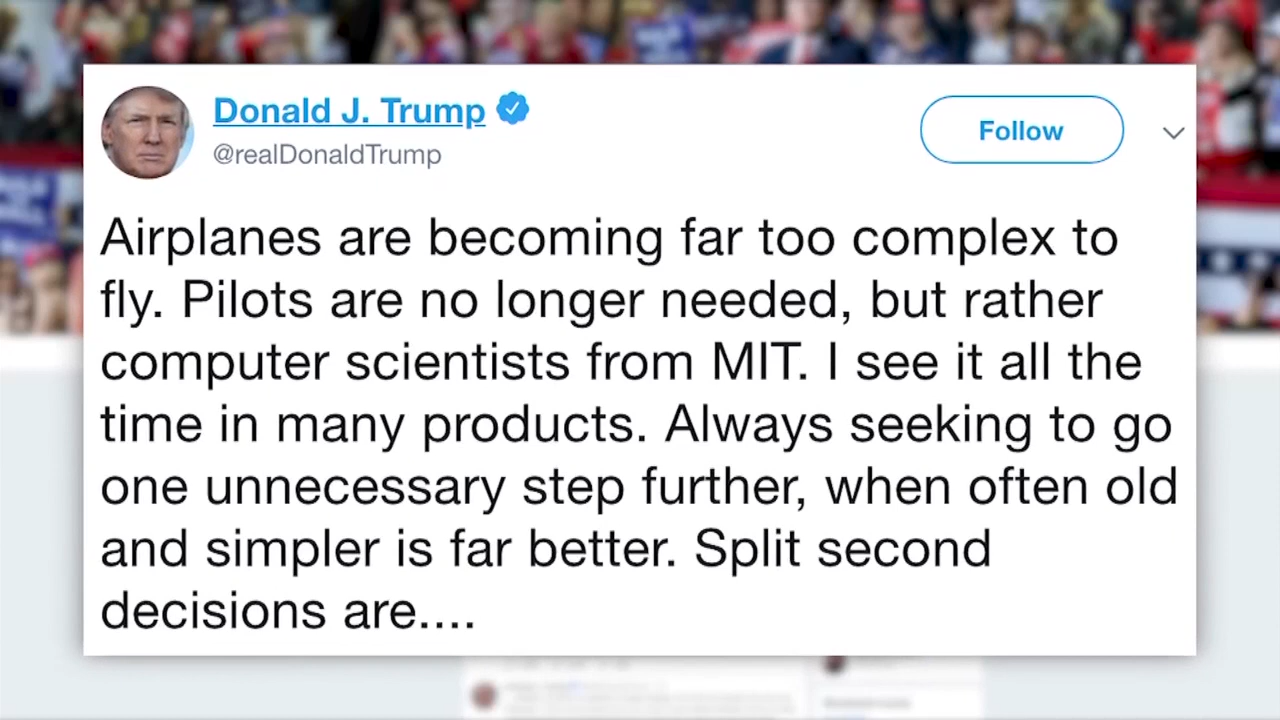 Donald J. Trump
@realDonaldTrump
Follow
Airplanes are becoming far too complex to
fly. Pilots are no longer needed, but rather
computer scientists from MIT. I see it all the
time in many products. Always seeking to go
one unnecessary step further, when often old
and simpler is far better. Split second
decisions are....